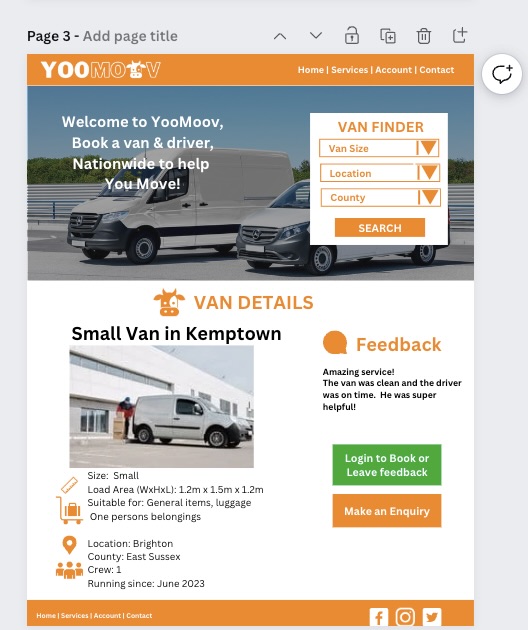 Page 3 - Add page title
YOOMOOV
Home | Services | Account | Contact
Welcome to YooMoov,
Book a van & driver,
Nationwide to help
You Move!
VAN FINDER
Van Size
Location
County
SEARCH
VAN DETAILS
Small Van in Kemptown
Size:  Small
Load Area (WxHxL): 1.2m x 1.5m x 1.2m
Suitable for: General items, luggage
One persons belongings
Location: Brighton
County: East Sussex
Crew: 1
Running since: June 2023
Feedback
Amazing service!
The van was clean and the driver
was on time.  He was super
helpful!
Login to Book or
Leave feedback
Make an Enquiry
Home | Services | Account | Contact